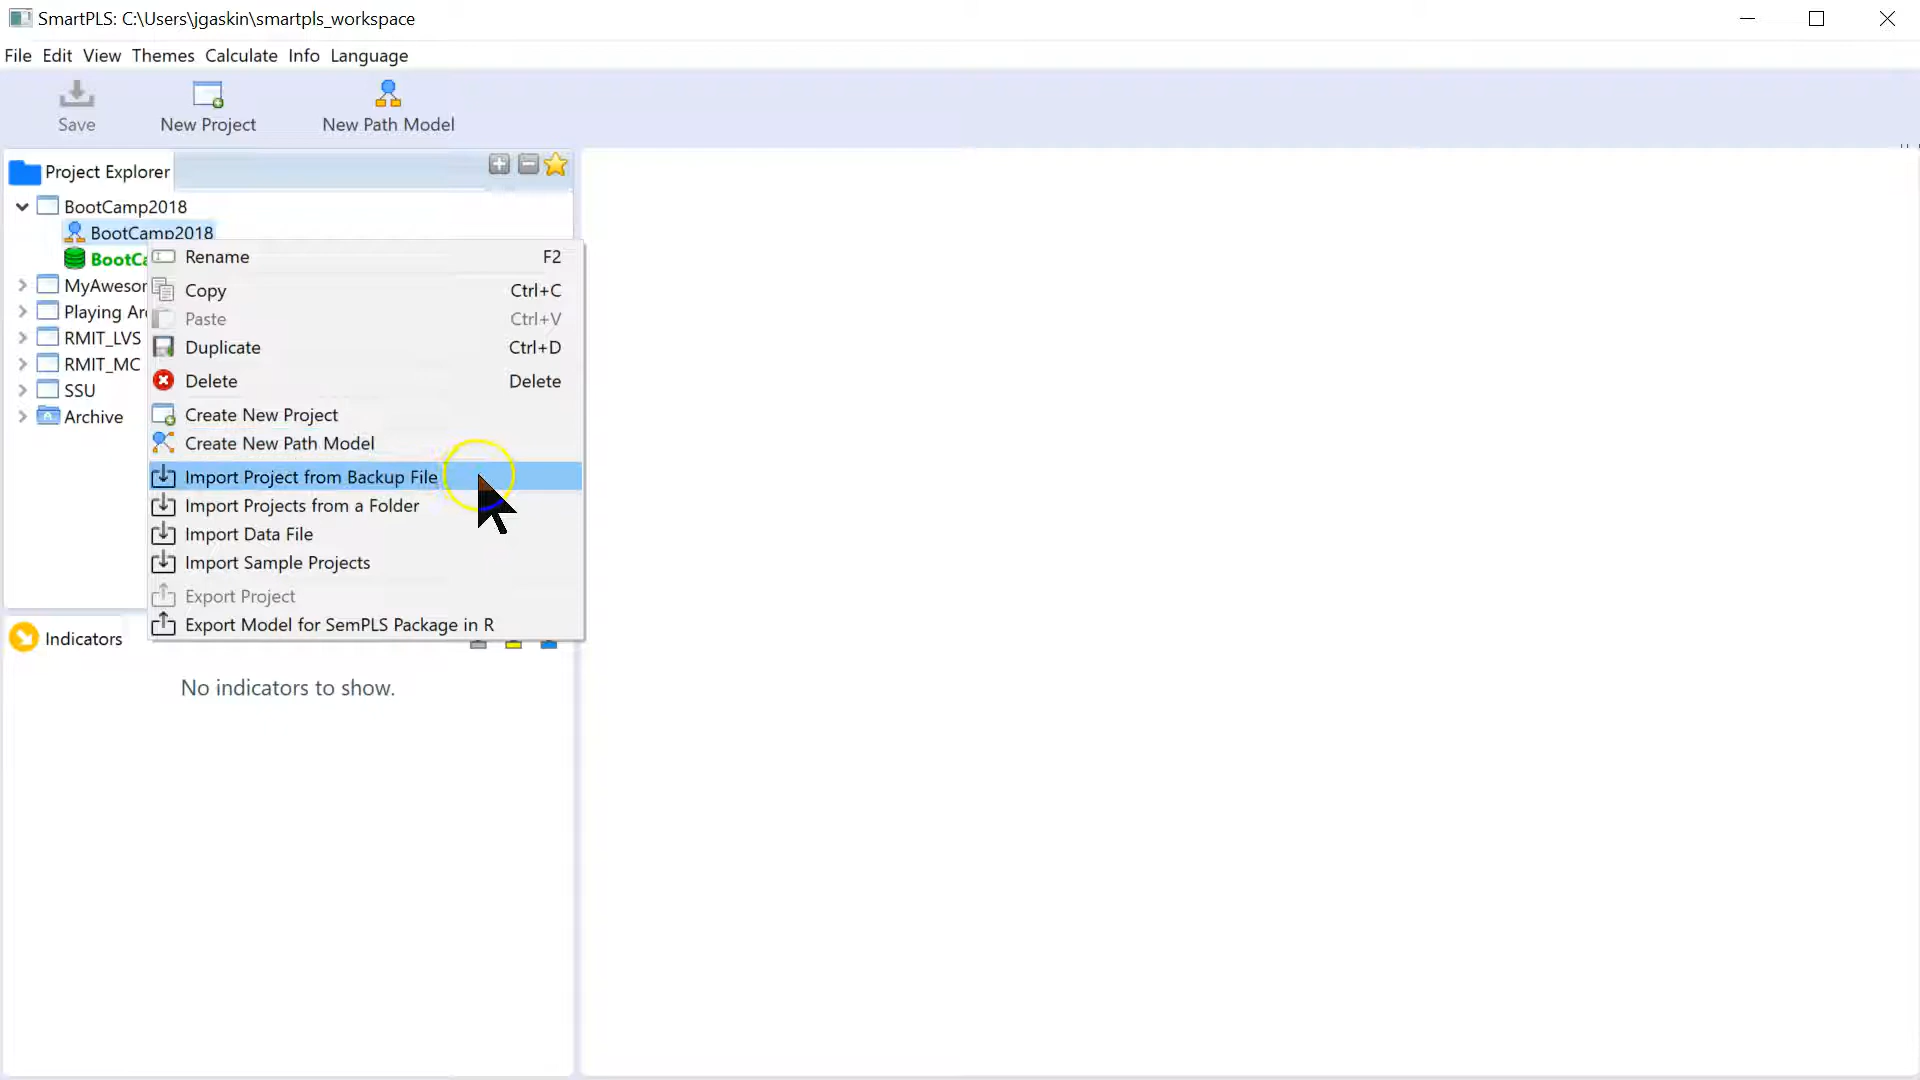 SmartPLS: C:\Users\jgaskin\smartpls_workspace
File Edit View Themes Calculate Info Language
Save New Project New Path Model
Project Explorer
BootCamp2018
BootCamp2018
Rename F2
Copy Ctrl+C
RMIT_LVS
Paste Ctrl+V
RMIT_MC
Duplicate Ctrl+D
SSU
Delete Delete
Archive
Create New Project
Create New Path Model
Import Project from Backup File
Import Projects from a Folder
Import Data File
Import Sample Projects
Export Project
Export Model for SemPLS Package in R
Indicators
No indicators to show.